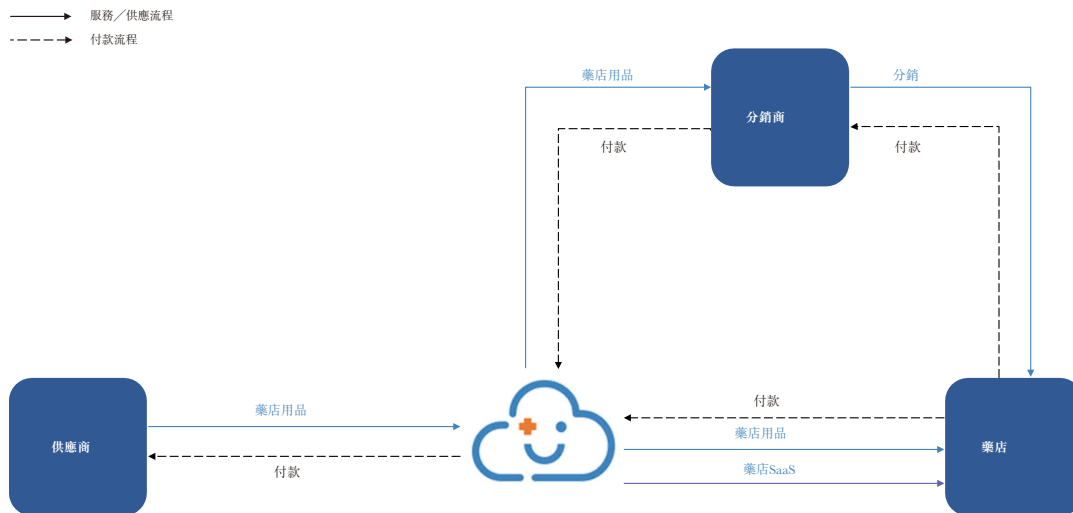 服務／供應流程
付款流程
藥店用品
分銷
分銷商
付款
付款
付款
藥店用品
藥店用品
供應商
藥店
付款
藥店SaaS